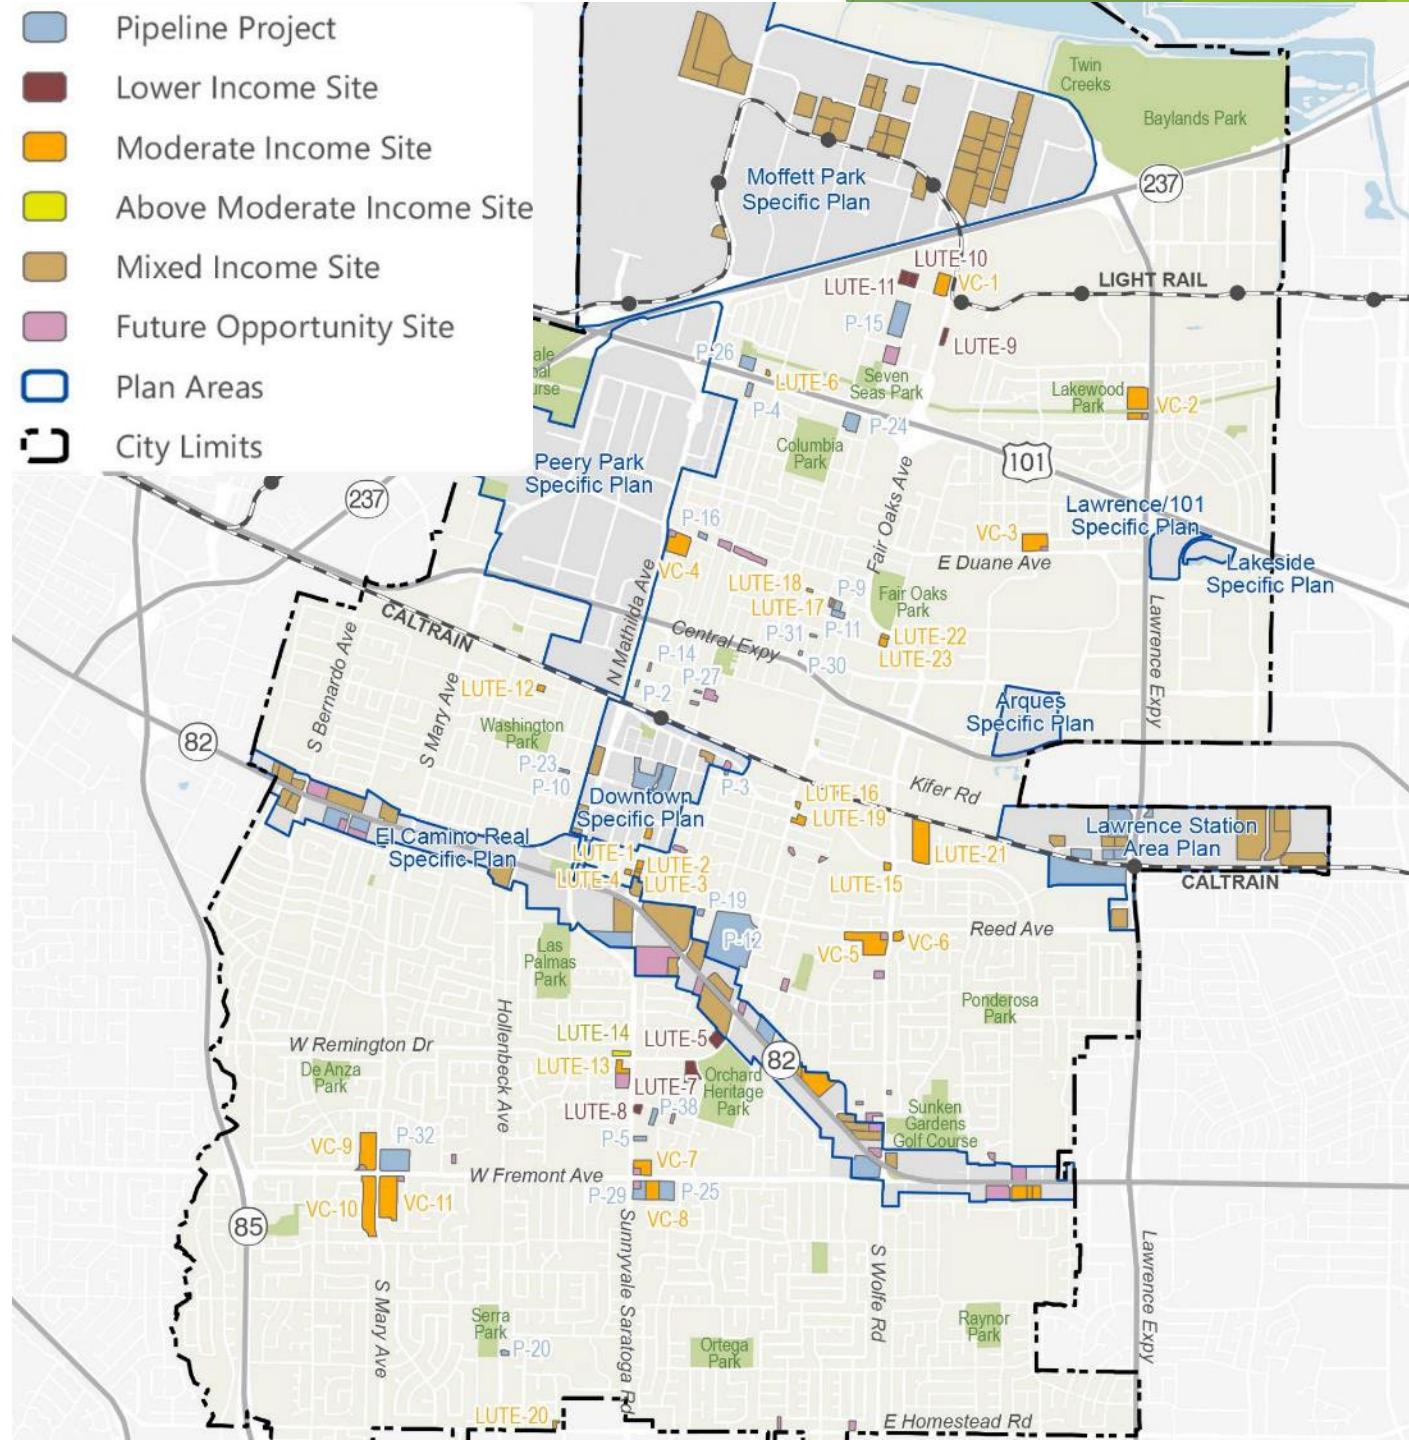 Pipeline Project
Lower Income Site
Moderate Income Site
Above Moderate Income Site
Mixed Income Site
Future Opportunity Site
Plan Areas
City Limits
Twin
Creeks
Baylands Park
237
Moffett Park
Specific Plan
LUTE-10
LUTE-11
VC-1
LIGHT RAIL
P-15
LUTE-9
P-26
LUTE-6
Seven
Seas Park
P-4
Lakewood
Park
VC-2
P-24
Columbia
Park
101
Peery Park
Specific Plan
237
Fair Oaks Ave
Lawrence/101
Specific Plan
P-16
VC-3
VC-4
E Duane Ave
Lakeside
Specific Plan
LUTE-18
P-9
Fair Oaks
Park
LUTE-17
P-11
N Mathilda Ave
Central Expy
P-31
LUTE-22
LUTE-23
P-30
Lawrence Expy
CALTRAIN
S Bernardo Ave
P-14
P-27
P-2
LUTE-12
S Mary Ave
Arques
Specific Plan
Washington
Park
82
P-23
P-10
P-3
Kifer Rd
LUTE-16
LUTE-19
Downtown
Specific Plan
El Camino Real
Specific Plan
Lawrence Station
Area Plan
LUTE-1
LUTE-2
LUTE-4
LUTE-3
LUTE-21
LUTE-15
CALTRAIN
P-19
P-12
Reed Ave
VC-5
VC-6
Las
Palmas
Park
Ponderosa
Park
Hollenbeck Ave
W Remington Dr
LUTE-14
LUTE-5
De Anza
Park
LUTE-13
82
LUTE-7
Orchard
Heritage
Park
LUTE-8
P-38
Sunken
Gardens
Golf Course
P-5
VC-9
P-32
VC-7
W Fremont Ave
VC-10
VC-11
P-29
P-25
VC-8
85
Sunnyvale Saratoga Rd
S Wolfe Rd
Lawrence Expy
S Mary Ave
Serra
Park
P-20
Ortega
Park
Raynor
Park
LUTE-20
E Homestead Rd